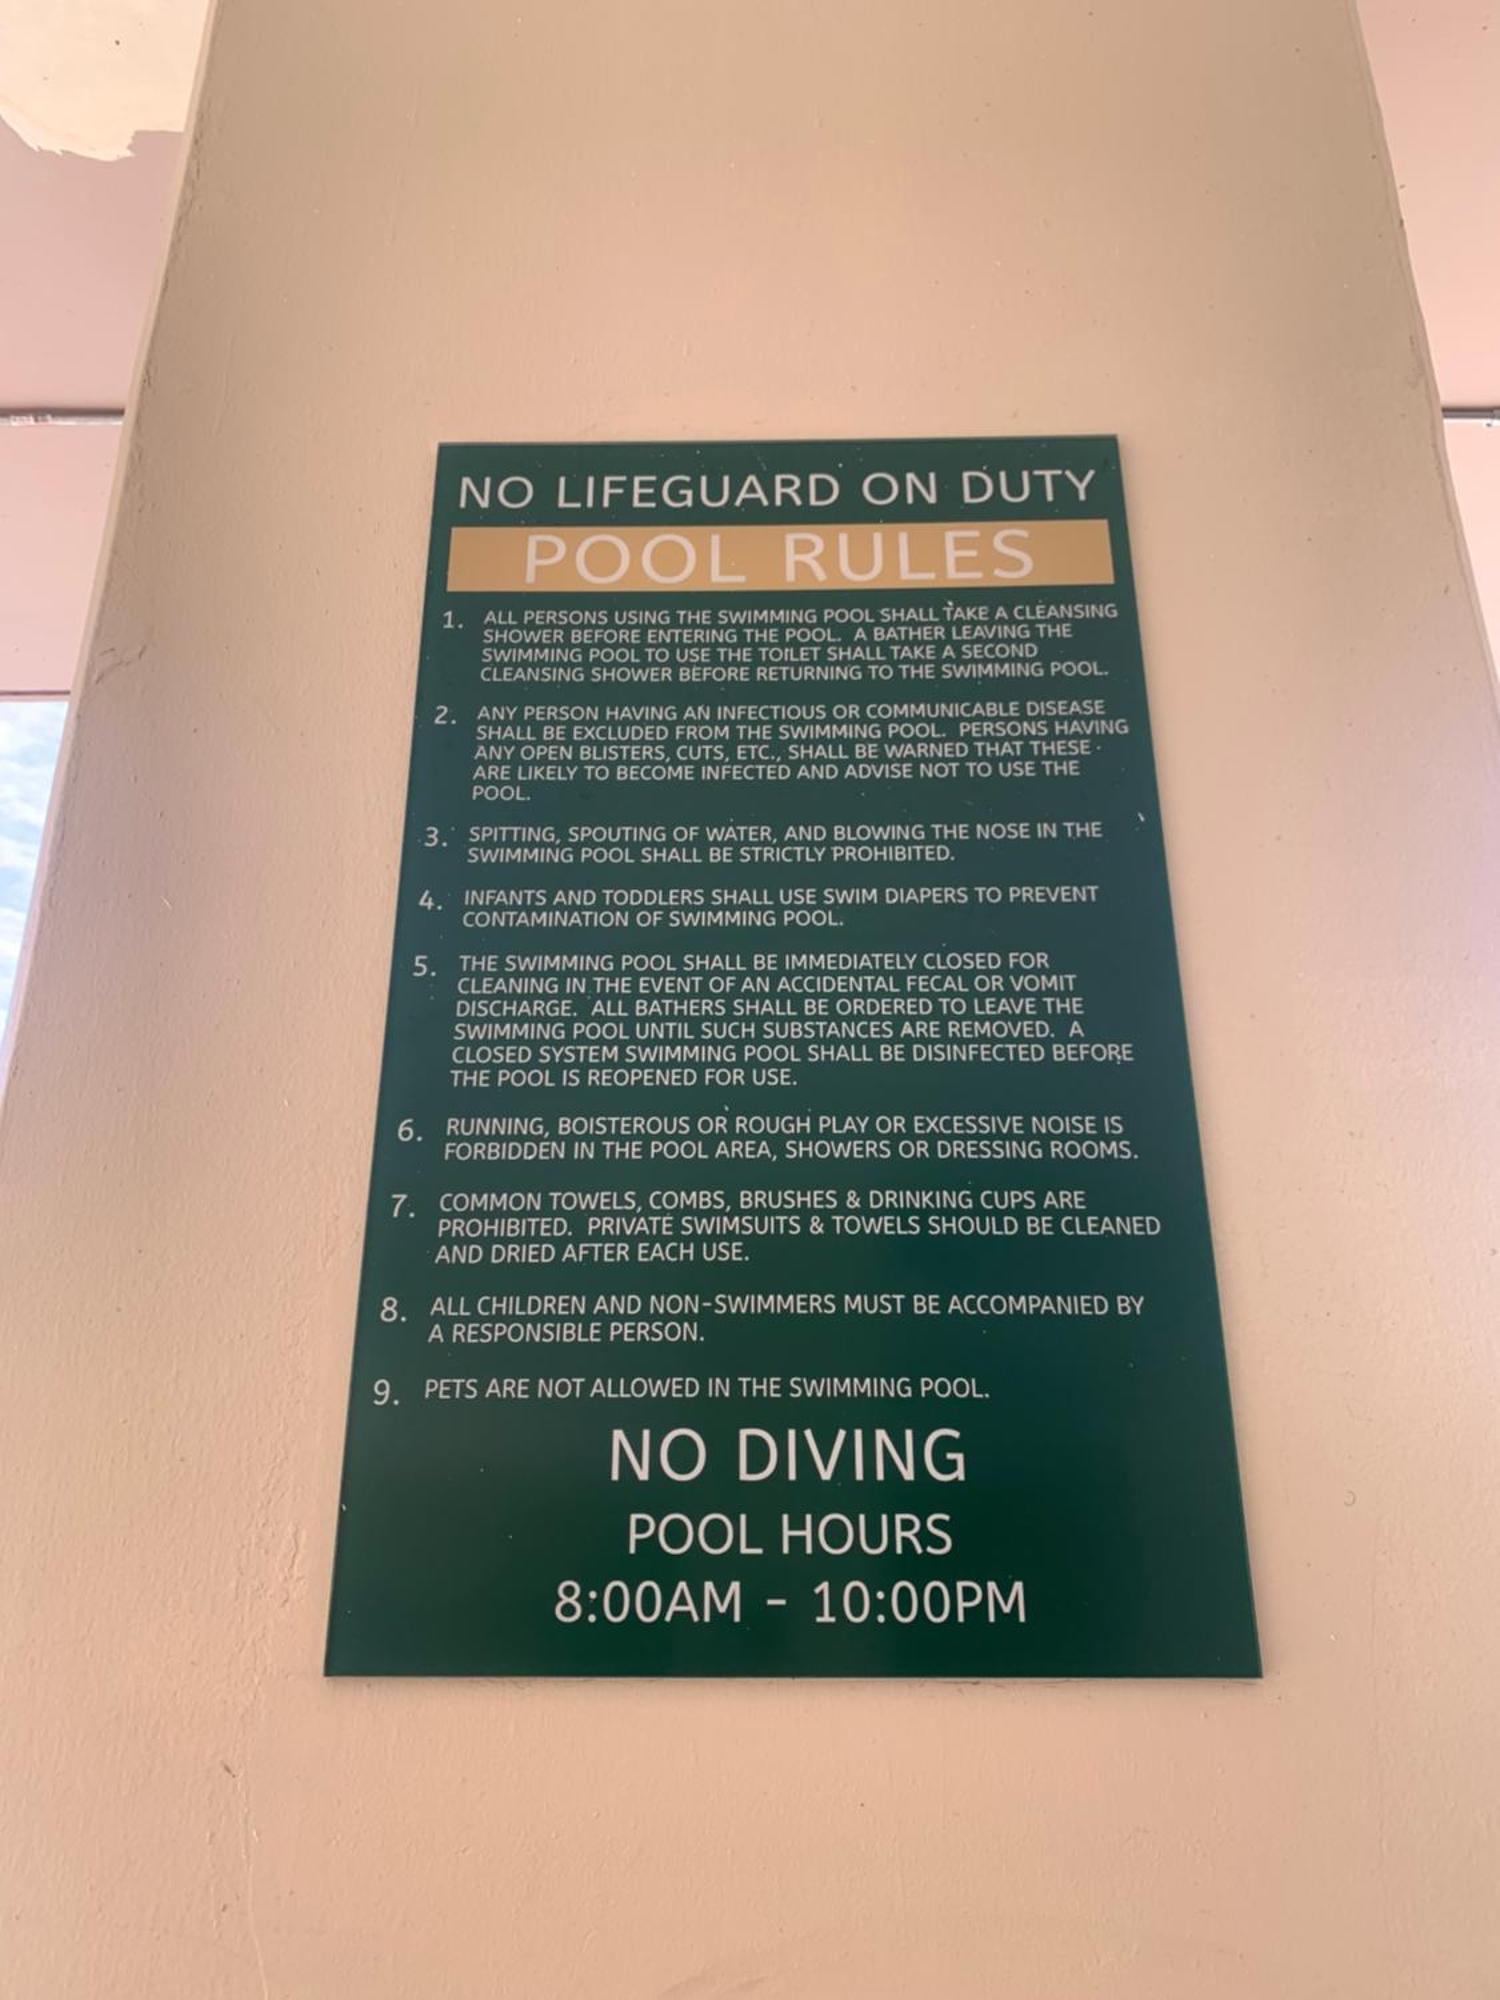 NO LIFEGUARD ON DUTY
POOL RULES
1. ALL PERSONS USING THE SWIMMING POOL SHALL TAKE A CLEANSING
SHOWER BEFORE ENTERING THE POOL. A BATHER LEAVING THE
SWIMMING POOL TO USE THE TOILET SHALL TAKE A SECOND
CLEANSING SHOWER BEFORE RETURNING TO THE SWIMMING POOL.
2. ANY PERSON HAVING AN INFECTIOUS OR COMMUNICABLE DISEASE
SHALL BE EXCLUDED FROM THE SWIMMING POOL. PERSONS HAVING
ANY OPEN BLISTERS, CUTS, ETC., SHALL BE WARNED THAT THESE
ARE LIKELY TO BECOME INFECTED AND ADVISE NOT TO USE THE
POOL.
3. SPITTING, SPOUTING OF WATER, AND BLOWING THE NOSE IN THE
SWIMMING POOL SHALL BE STRICTLY PROHIBITED.
4. INFANTS AND TODDLERS SHALL USE SWIM DIAPERS TO PREVENT
CONTAMINATION OF SWIMMING POOL.
5. THE SWIMMING POOL SHALL BE IMMEDIATELY CLOSED FOR
CLEANING IN THE EVENT OF AN ACCIDENTAL FECAL OR VOMIT
DISCHARGE. ALL BATHERS SHALL BE ORDERED TO LEAVE THE
SWIMMING POOL UNTIL SUCH SUBSTANCES ARE REMOVED. A
CLOSED SYSTEM SWIMMING POOL SHALL BE DISINFECTED BEFORE
THE POOL IS REOPENED FOR USE.
6. RUNNING, BOISTEROUS OR ROUGH PLAY OR EXCESSIVE NOISE IS
FORBIDDEN IN THE POOL AREA, SHOWERS OR DRESSING ROOMS.
7. COMMON TOWELS, COMBS, BRUSHES & DRINKING CUPS ARE
PROHIBITED. PRIVATE SWIMSUITS & TOWELS SHOULD BE CLEANED
AND DRIED AFTER EACH USE.
8. ALL CHILDREN AND NON-SWIMMERS MUST BE ACCOMPANIED BY
A RESPONSIBLE PERSON.
9. PETS ARE NOT ALLOWED IN THE SWIMMING POOL.
NO DIVING
POOL HOURS
8:00AM - 10:00PM